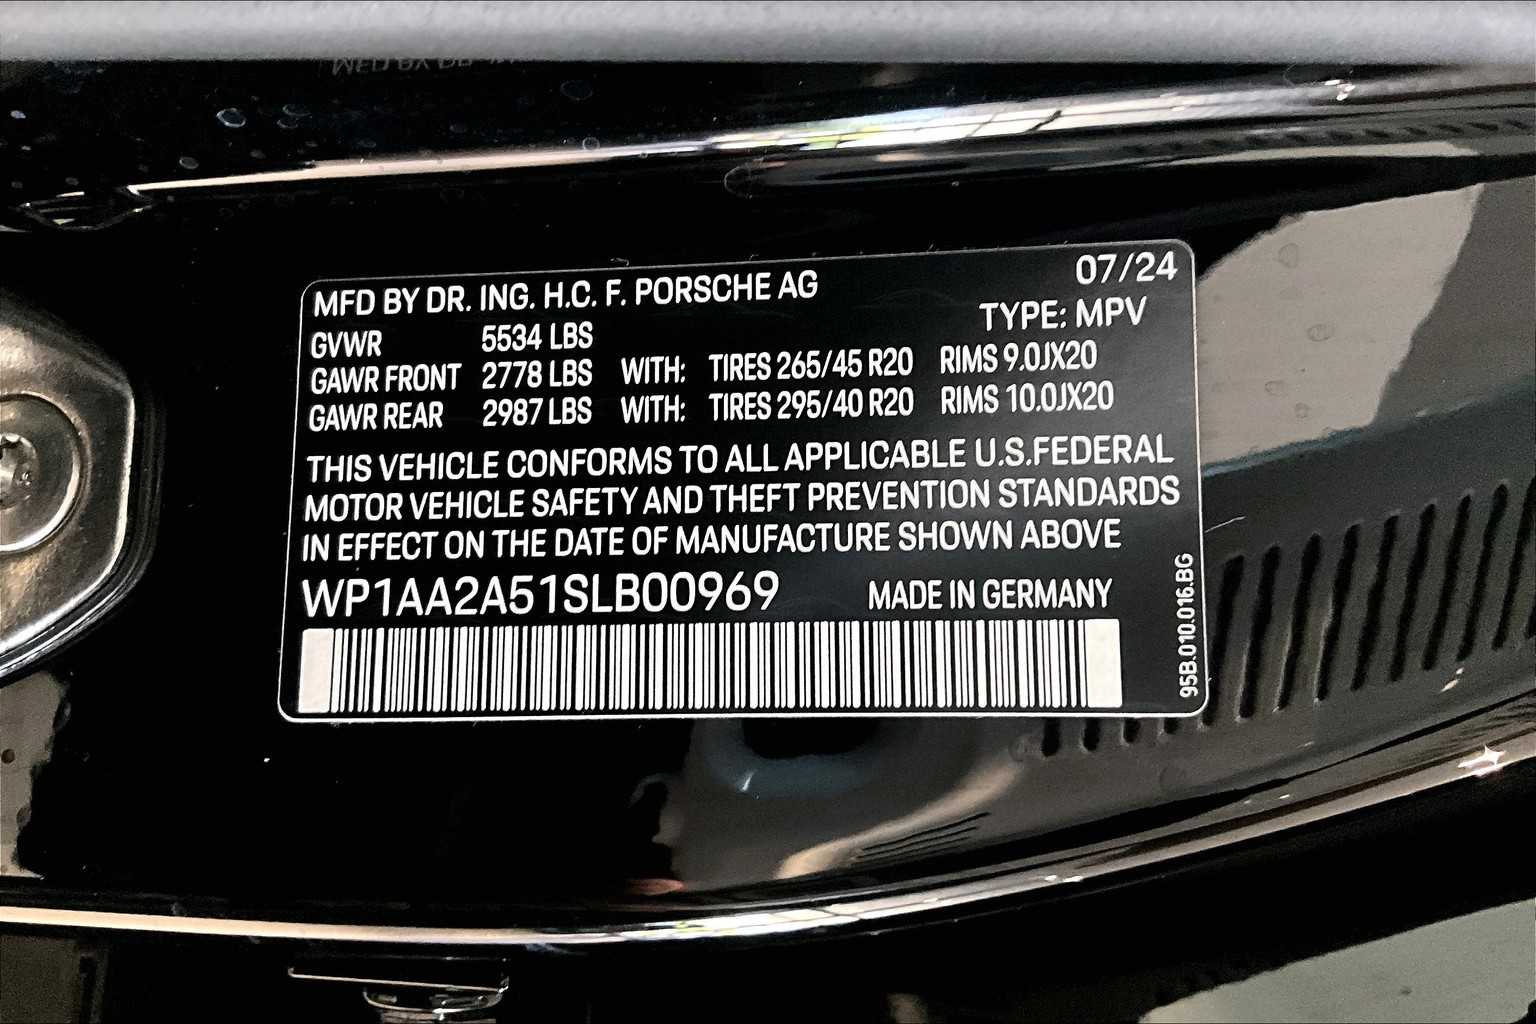 MFD BY DR. ING. H.C. F. PORSCHE AG 07/24
TYPE: MPV
GVWR 5534 LBS
GAWR FRONT 2778 LBS WITH: TIRES 265/45 R20 RIMS 9.0JX20
GAWR REAR 2987 LBS WITH: TIRES 295/40 R20 RIMS 10.0JX20
THIS VEHICLE CONFORMS TO ALL APPLICABLE U.S.FEDERAL
MOTOR VEHICLE SAFETY AND THEFT PREVENTION STANDARDS
IN EFFECT ON THE DATE OF MANUFACTURE SHOWN ABOVE
WP1AA2A51SLB00969 MADE IN GERMANY
95B.010.016.BG